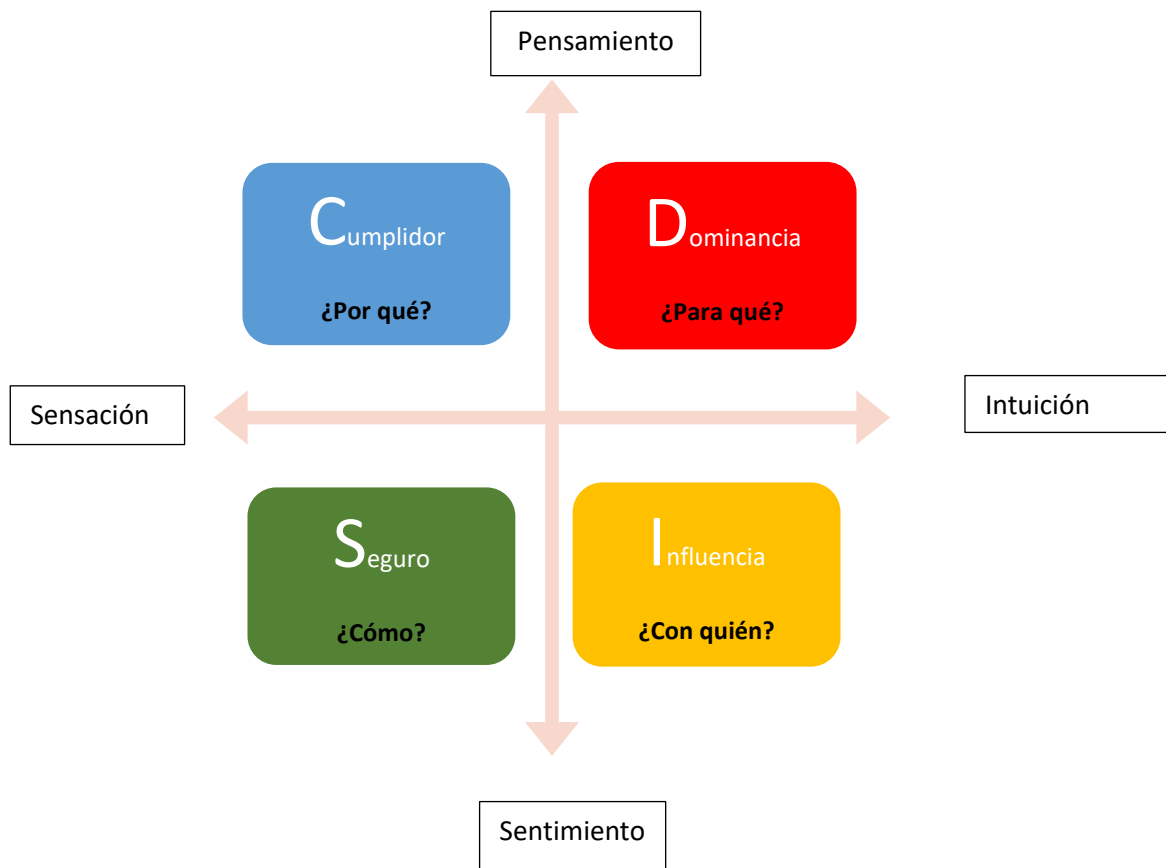 Pensamiento
Cumplidor
¿Por qué?
Dominancia
¿Para qué?
Sensación
Intuición
Seguro
¿Cómo?
Influencia
¿Con quién?
Sentimiento